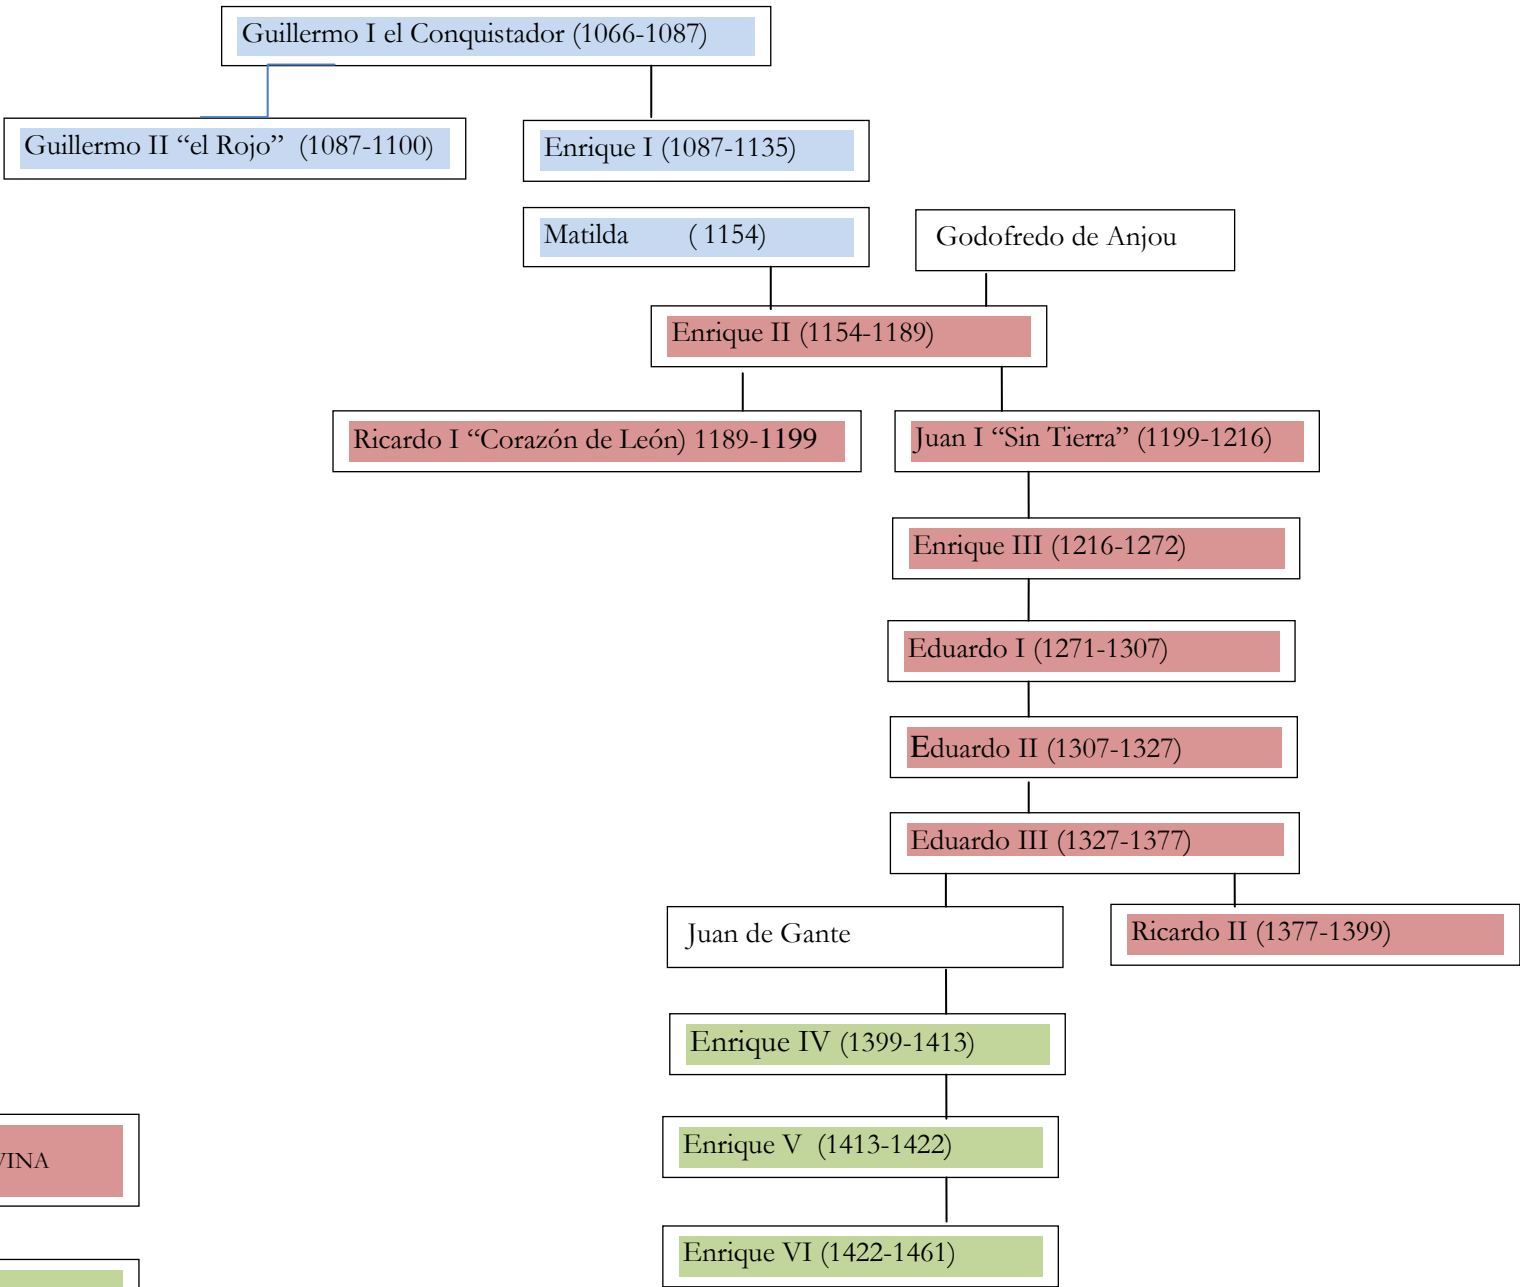 Guillermo I el Conquistador (1066-1087)
Guillermo II “el Rojo” (1087-1100)
Enrique I (1087-1135)
Matilda ( 1154)
Godofredo de Anjou
Enrique II (1154-1189)
Ricardo I “Corazón de León) 1189-1199
Juan I “Sin Tierra” (1199-1216)
Enrique III (1216-1272)
Eduardo I (1271-1307)
Eduardo II (1307-1327)
Eduardo III (1327-1377)
Juan de Gante
Ricardo II (1377-1399)
Enrique IV (1399-1413)
Enrique V (1413-1422)
VINA
Enrique VI (1422-1461)